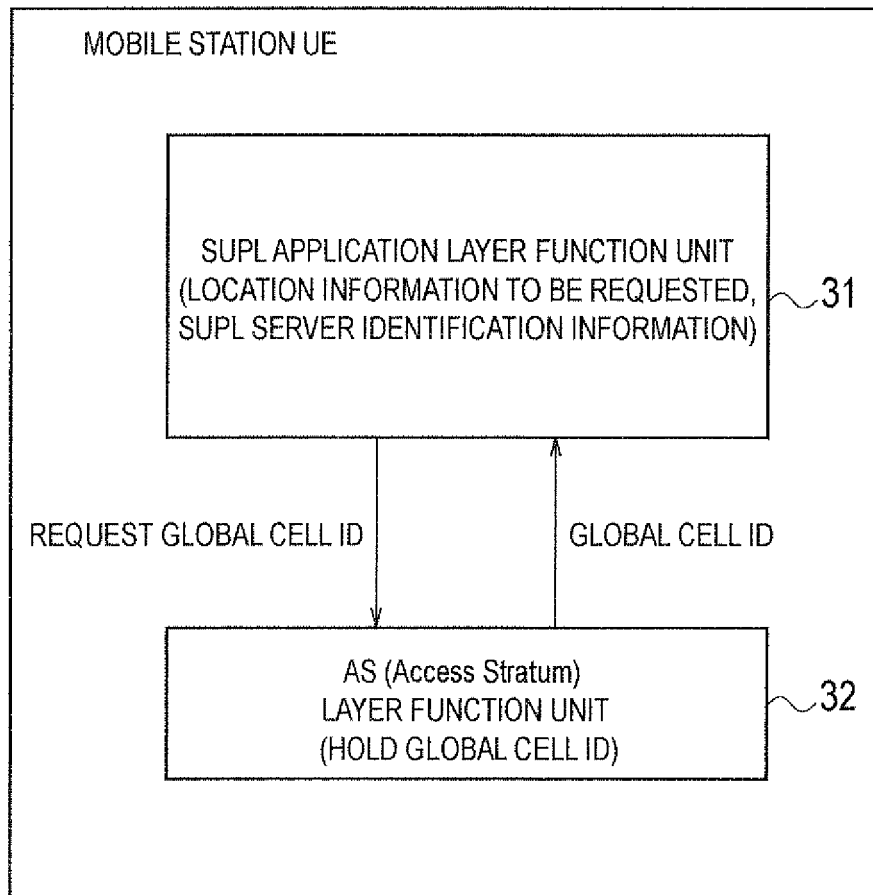 MOBILE STATION UE
SUPL APPLICATION LAYER FUNCTION UNIT
(LOCATION INFORMATION TO BE REQUESTED,
SUPL SERVER IDENTIFICATION INFORMATION)
31
REQUEST GLOBAL CELL ID
GLOBAL CELL ID
AS (Access Stratum)
LAYER FUNCTION UNIT
(HOLD GLOBAL CELL ID)
32